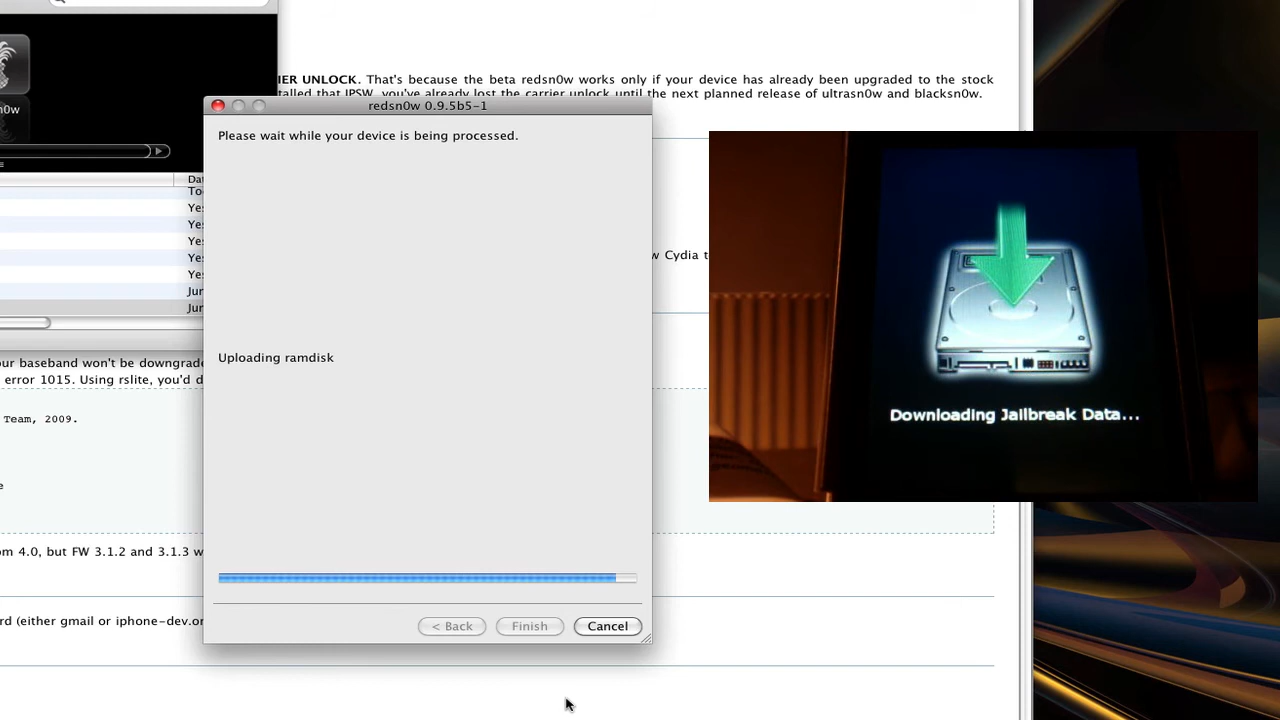 IER UNLOCK. That's because the beta redsn0w works only if your device has already been upgraded to the stock
talled that IPSW, you've already lost the carrier unlock until the next planned release of ultrasn0w and blacksn0w.
n0w
redsn0w 0.9.5b5-1
Please wait while your device is being processed.
Da
To
Yes
Yes
Yes
Yes
Yes
Jun
Jun
w Cydia t
Uploading ramdisk
our baseband won't be downgrade
error 1015. Using rslite, you'd d
Team, 2009.
e
om 4.0, but FW 3.1.2 and 3.1.3 w
rd (either gmail or iphone-dev.or
< Back
Finish
Cancel
Downloading Jailbreak Data...